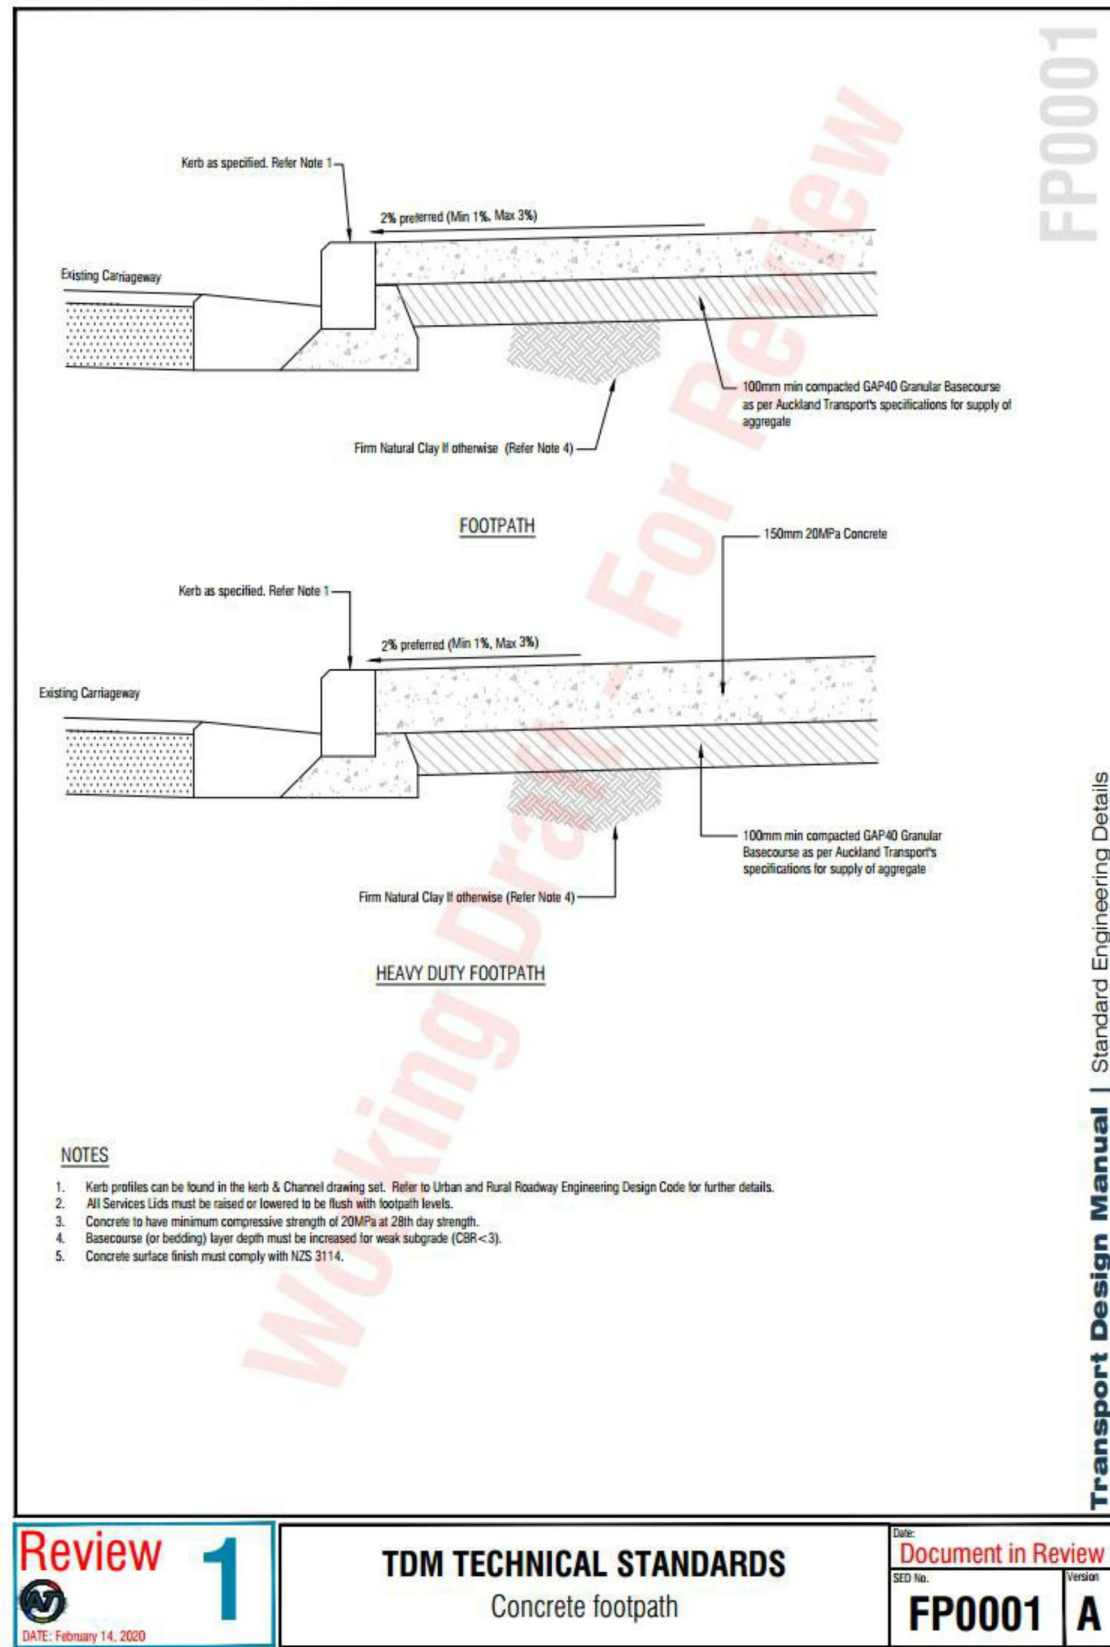 FP0001
Kerb as specified. Refer Note 1
2% preferred (Min 1%, Max 3%)
Existing Carriageway
100mm min compacted GAP40 Granular Basecourse
as per Auckland Transport's specifications for supply of
aggregate
Firm Natural Clay If otherwise (Refer Note 4)
FOOTPATH
150mm 20MPa Concrete
Kerb as specified. Refer Note 1
2% preferred (Min 1%, Max 3%)
Existing Carriageway
100mm min compacted GAP40 Granular
Basecourse as per Auckland Transport's
specifications for supply of aggregate
Firm Natural Clay If otherwise (Refer Note 4)
HEAVY DUTY FOOTPATH
Working Draft - For Review
NOTES
1. Kerb profiles can be found in the kerb & Channel drawing set. Refer to Urban and Rural Roadway Engineering Design Code for further details.
2. All Services Lids must be raised or lowered to be flush with footpath levels.
3. Concrete to have minimum compressive strength of 20MPa at 28th day strength.
4. Basecourse (or bedding) layer depth must be increased for weak subgrade (CBR<3).
5. Concrete surface finish must comply with NZS 3114.
Transport Design Manual | Standard Engineering Details
Review 1
AT
DATE: February 14, 2020
TDM TECHNICAL STANDARDS
Concrete footpath
Date:
Document in Review
SED No.
FP0001
Version
A